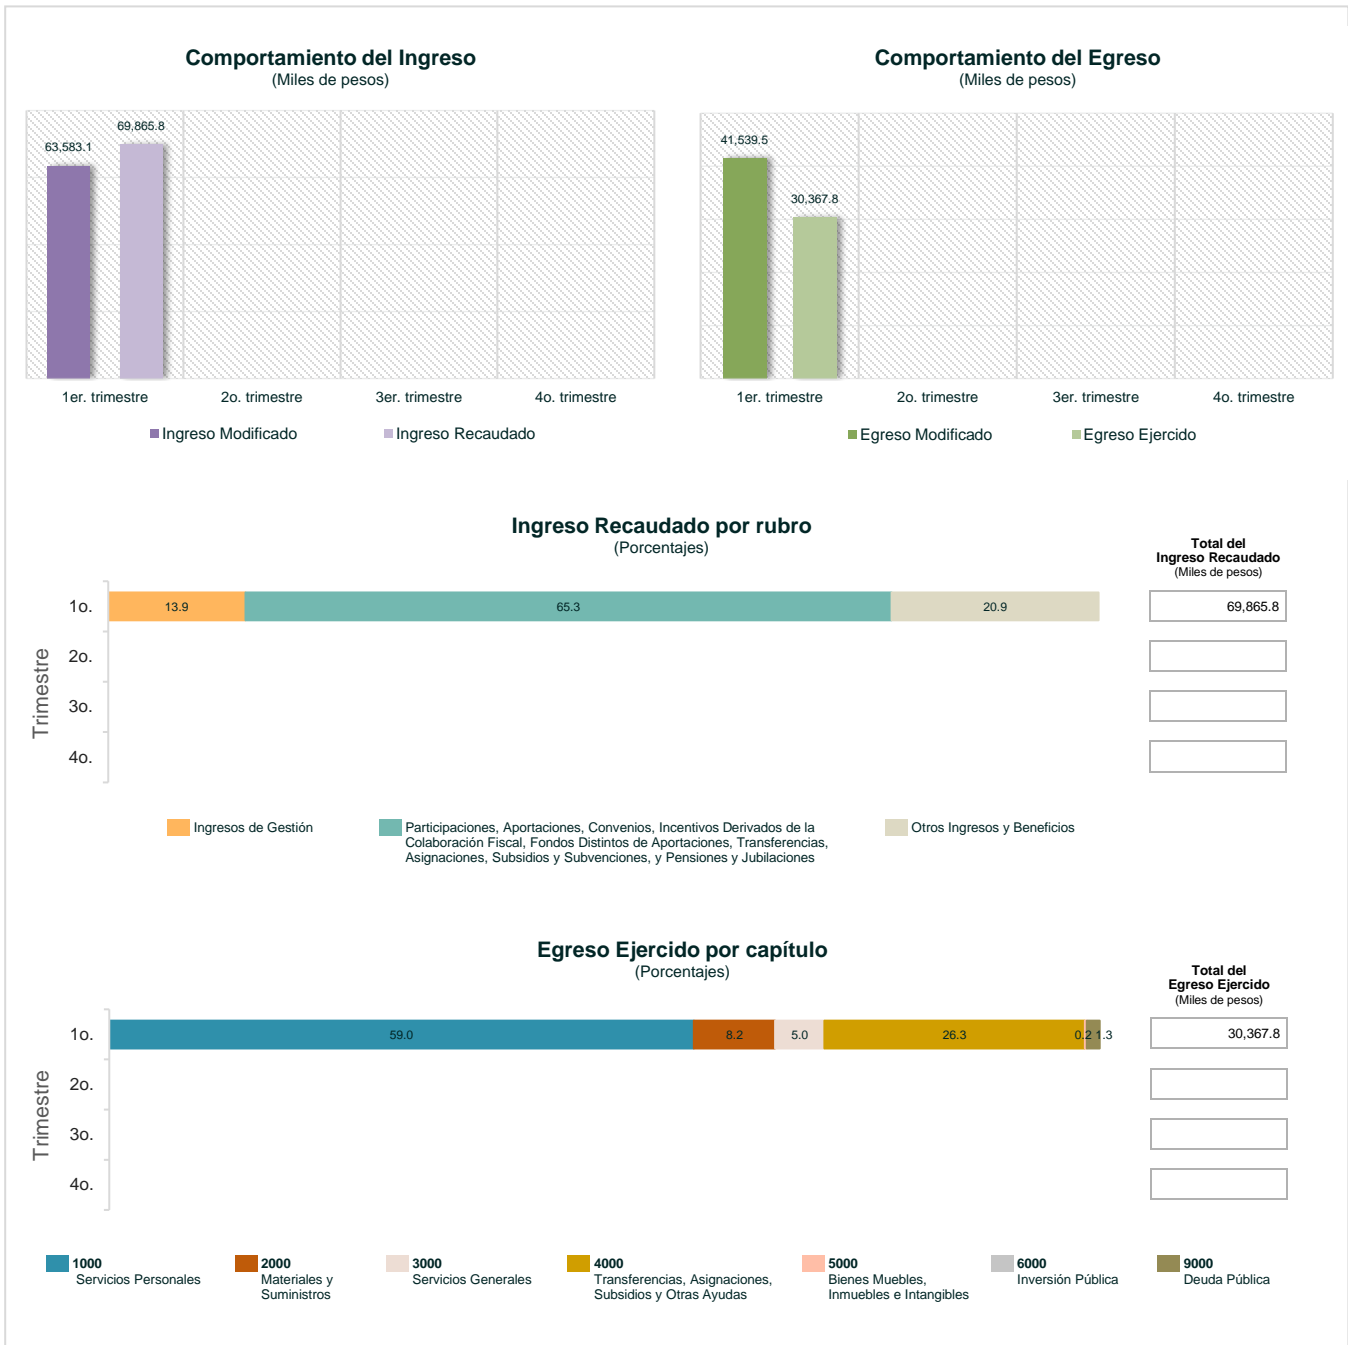 Comportamiento del Ingreso
(Miles de pesos)
69,865.8
63,583.1
1er. trimestre 2o. trimestre 3er. trimestre 4o. trimestre
Ingreso Modificado Ingreso Recaudado
Comportamiento del Egreso
(Miles de pesos)
41,539.5
30,367.8
1er. trimestre 2o. trimestre 3er. trimestre 4o. trimestre
Egreso Modificado Egreso Ejercido
Ingreso Recaudado por rubro
(Porcentajes)
Total del
Ingreso Recaudado
(Miles de pesos)
Trimestre
1o. 13.9 65.3 20.9 69,865.8
2o.
3o.
4o.
Ingresos de Gestión
Participaciones, Aportaciones, Convenios, Incentivos Derivados de la
Colaboración Fiscal, Fondos Distintos de Aportaciones, Transferencias,
Asignaciones, Subsidios y Subvenciones, y Pensiones y Jubilaciones
Otros Ingresos y Beneficios
Egreso Ejercido por capítulo
(Porcentajes)
Total del
Egreso Ejercido
(Miles de pesos)
Trimestre
1o. 59.0 8.2 5.0 26.3 0.2 1.3 30,367.8
2o.
3o.
4o.
1000
Servicios Personales
2000
Materiales y
Suministros
3000
Servicios Generales
4000
Transferencias, Asignaciones,
Subsidios y Otras Ayudas
5000
Bienes Muebles,
Inmuebles e Intangibles
6000
Inversión Pública
9000
Deuda Pública